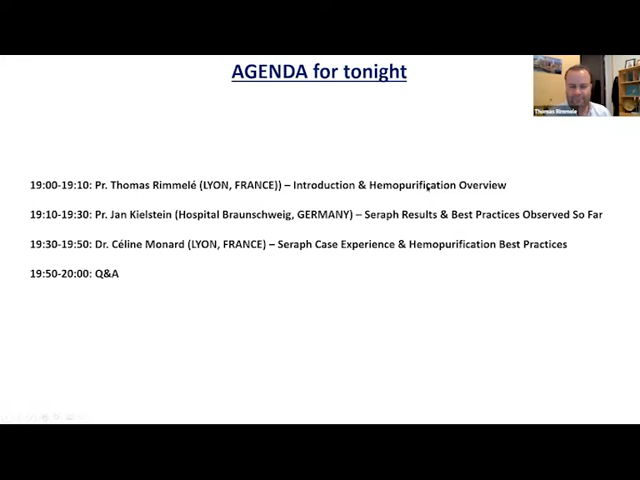 AGENDA for tonight
Thomas Rimmele
19:00-19:10: Pr. Thomas Rimmelé (LYON, FRANCE)) – Introduction & Hemopurification Overview
19:10-19:30: Pr. Jan Kielstein (Hospital Braunschweig, GERMANY) – Seraph Results & Best Practices Observed So Far
19:30-19:50: Dr. Céline Monard (LYON, FRANCE) – Seraph Case Experience & Hemopurification Best Practices
19:50-20:00: Q&A